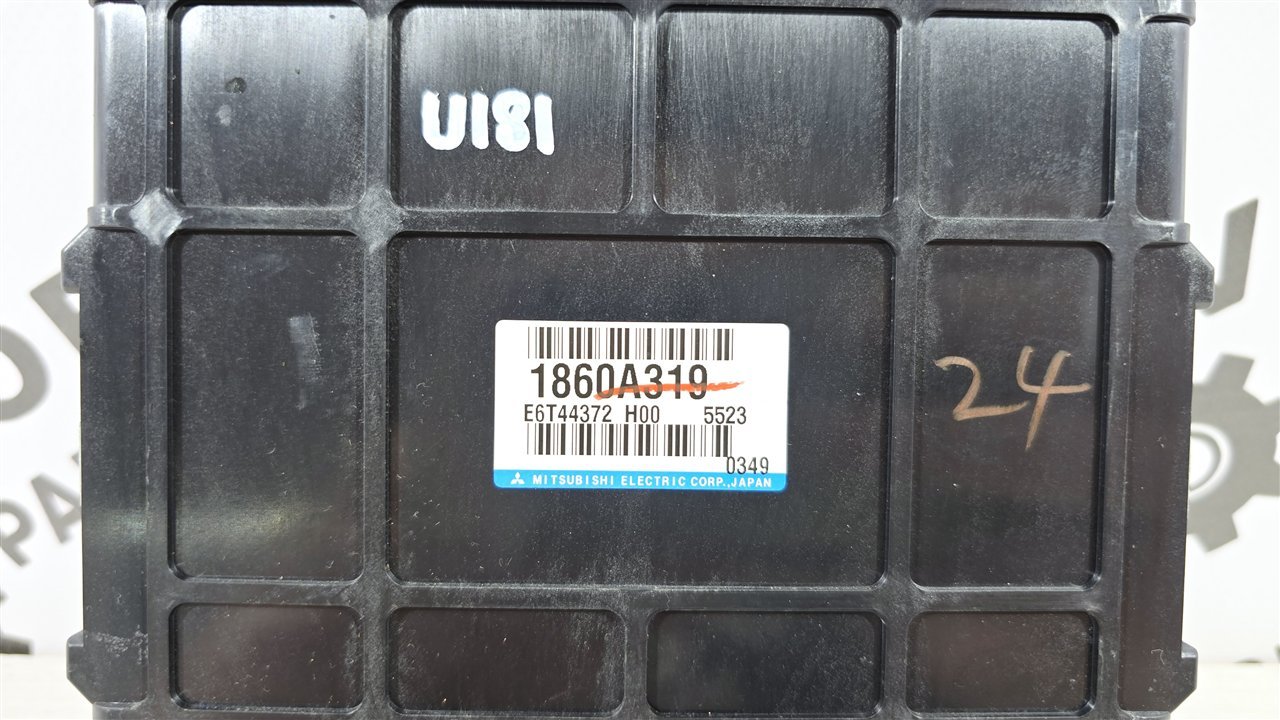 U181
1860A319
E6T44372 H00 5523
0349
MITSUBISHI ELECTRIC CORP.,JAPAN
24